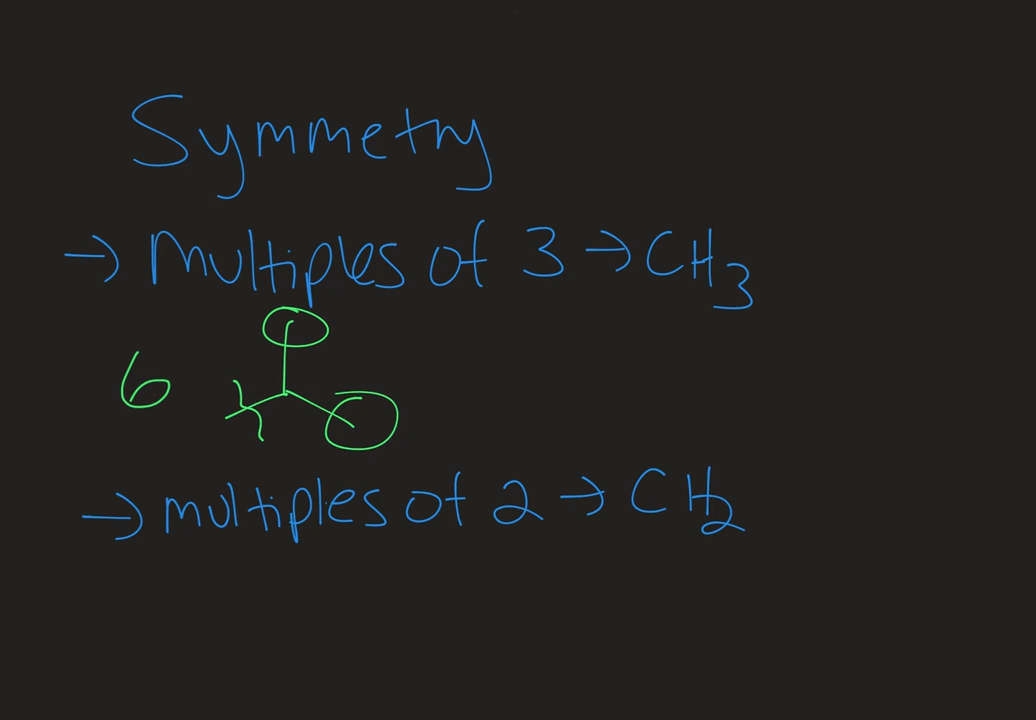 Symmetry
→ Multiples of 3 → CH3
6
→ multiples of 2 → CH2